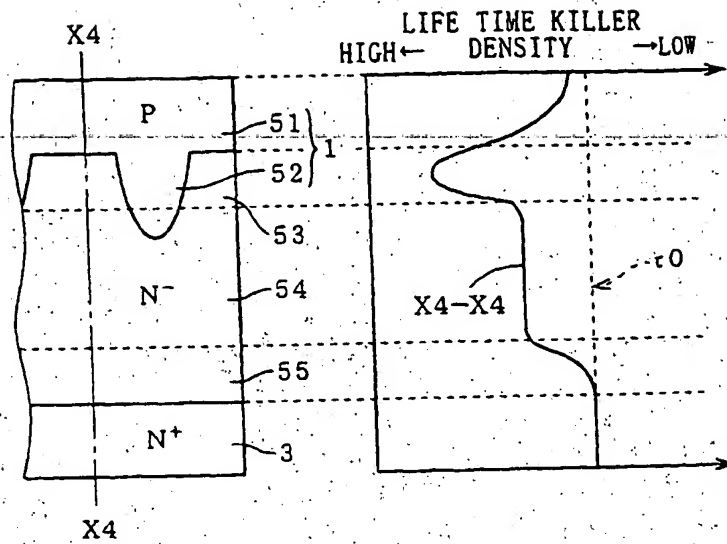 X4
LIFE TIME KILLER
HIGH← DENSITY →LOW
P
51
1
52
53
N⁻
54
X4-X4
τ0
55
N⁺
3
X4